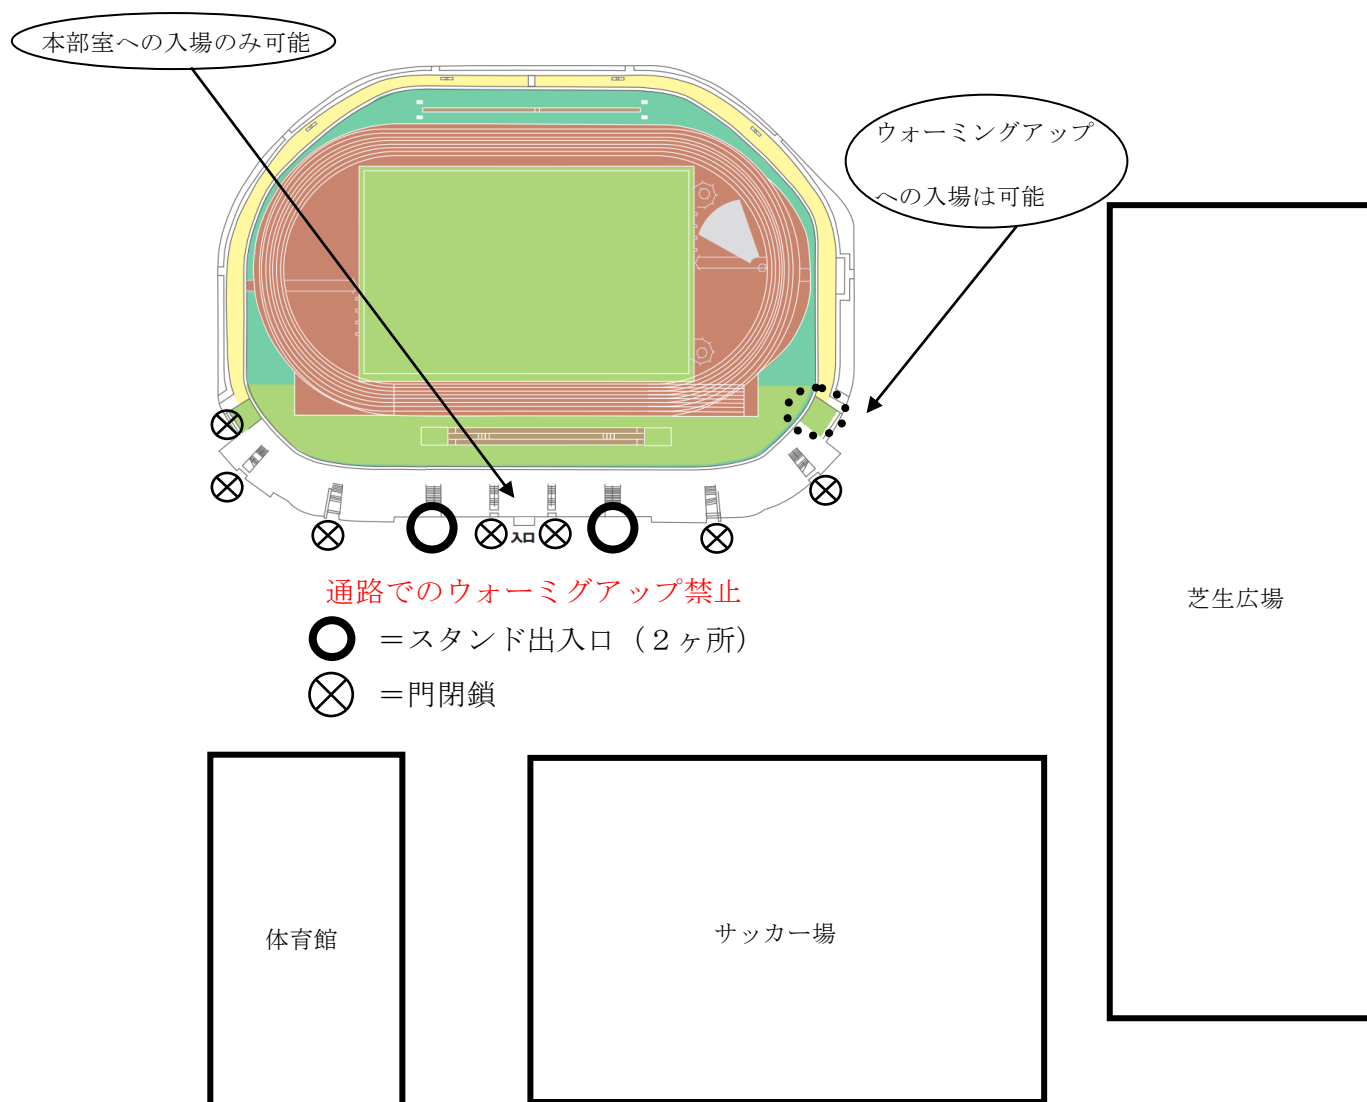 本部室への入場のみ可能
ウォーミングアップ
への入場は可能
入口
通路でのウォーミグアップ禁止
＝スタンド出入口（２ヶ所）
＝門閉鎖
芝生広場
体育館
サッカー場